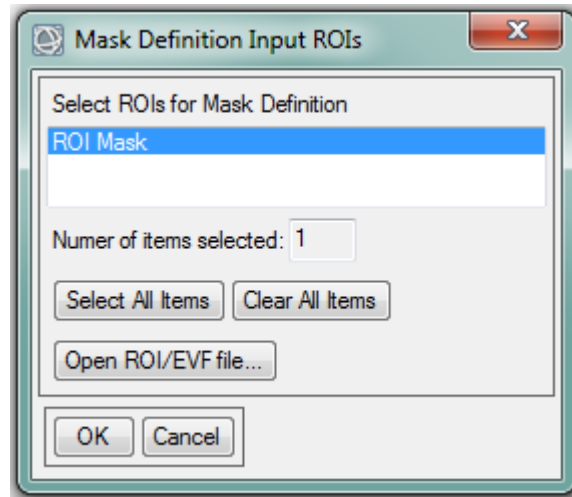 Mask Definition Input ROIs
Select ROIs for Mask Definition
ROI Mask
Numer of items selected: 1
Select All Items Clear All Items
Open ROI/EVF file...
OK Cancel